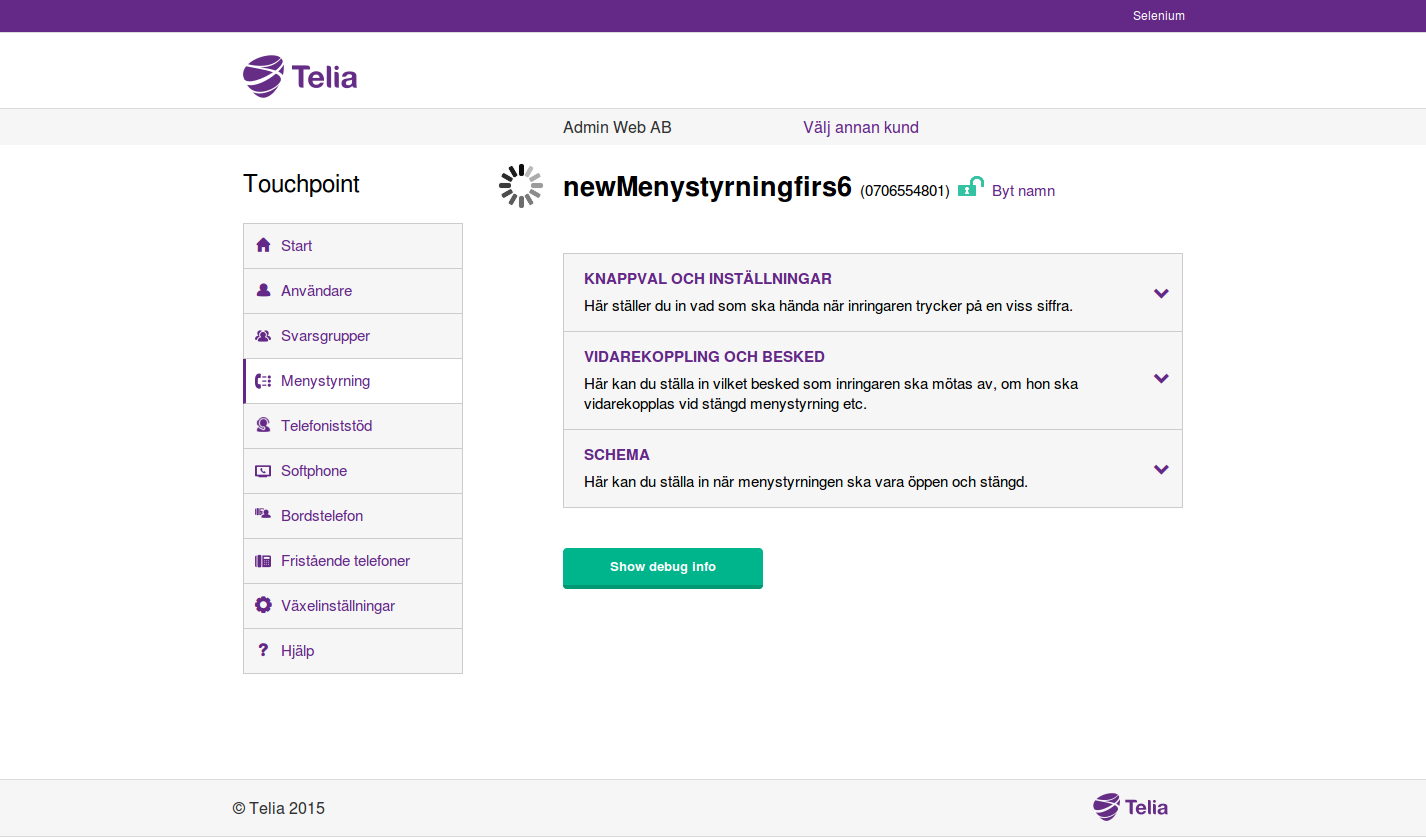 Selenium
Telia
Admin Web AB
Välj annan kund
Touchpoint
newMenystyrningfirs6 (0706554801) Byt namn
Start
Användare
Svarsgrupper
Menystyrning
Telefoniststöd
Softphone
Bordstelefon
Fristående telefoner
Växelinställningar
? Hjälp
KNAPPVAL OCH INSTÄLLNINGAR
Här ställer du in vad som ska hända när inringaren trycker på en viss siffra.
VIDAREKOPPLING OCH BESKED
Här kan du ställa in vilket besked som inringaren ska mötas av, om hon ska
vidarekopplas vid stängd menystyrning etc.
SCHEMA
Här kan du ställa in när menystyrningen ska vara öppen och stängd.
Show debug info
© Telia 2015
Telia